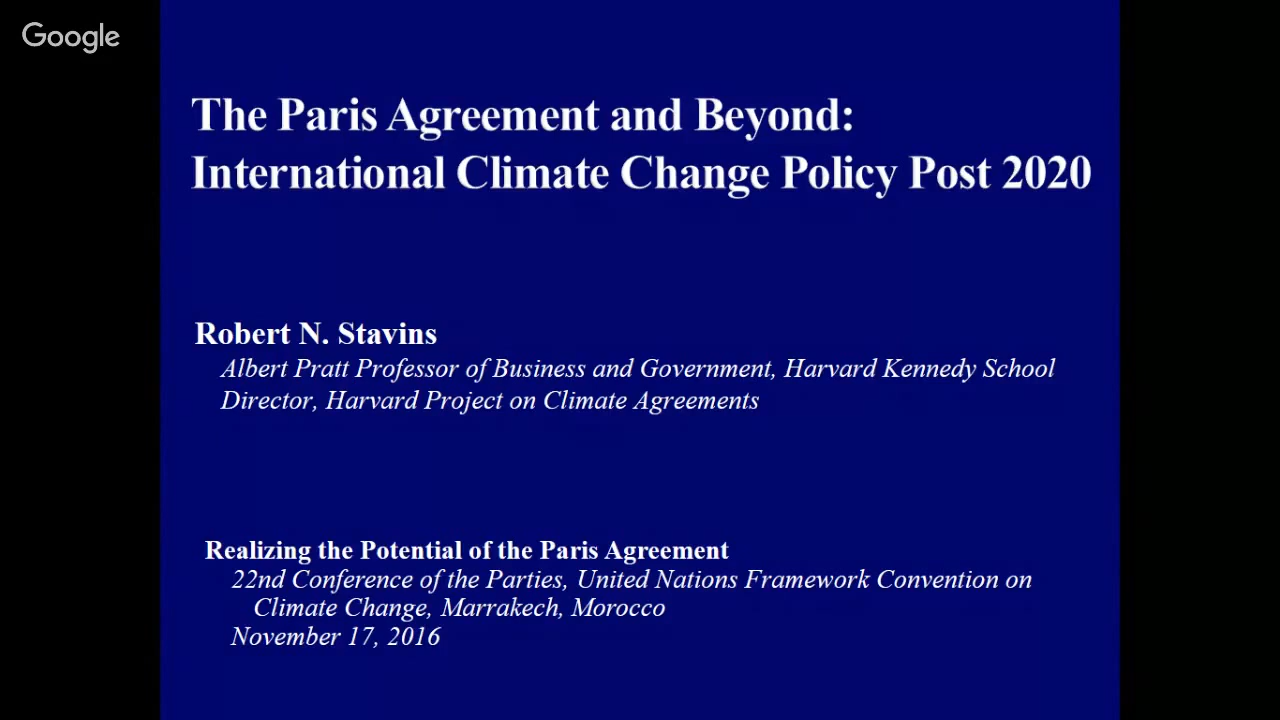 Google
The Paris Agreement and Beyond:
International Climate Change Policy Post 2020
Robert N. Stavins
Albert Pratt Professor of Business and Government, Harvard Kennedy School
Director, Harvard Project on Climate Agreements
Realizing the Potential of the Paris Agreement
22nd Conference of the Parties, United Nations Framework Convention on
Climate Change, Marrakech, Morocco
November 17, 2016